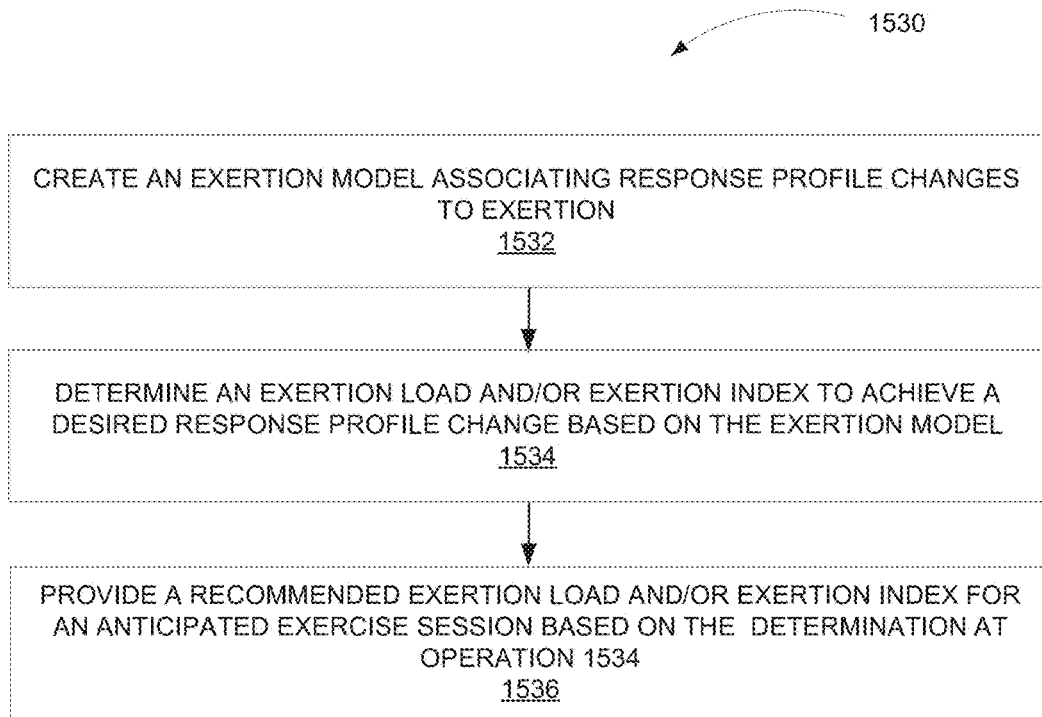 1530
CREATE AN EXERTION MODEL ASSOCIATING RESPONSE PROFILE CHANGES
TO EXERTION
1532
DETERMINE AN EXERTION LOAD AND/OR EXERTION INDEX TO ACHIEVE A
DESIRED RESPONSE PROFILE CHANGE BASED ON THE EXERTION MODEL
1534
PROVIDE A RECOMMENDED EXERTION LOAD AND/OR EXERTION INDEX FOR
AN ANTICIPATED EXERCISE SESSION BASED ON THE DETERMINATION AT
OPERATION 1534
1536